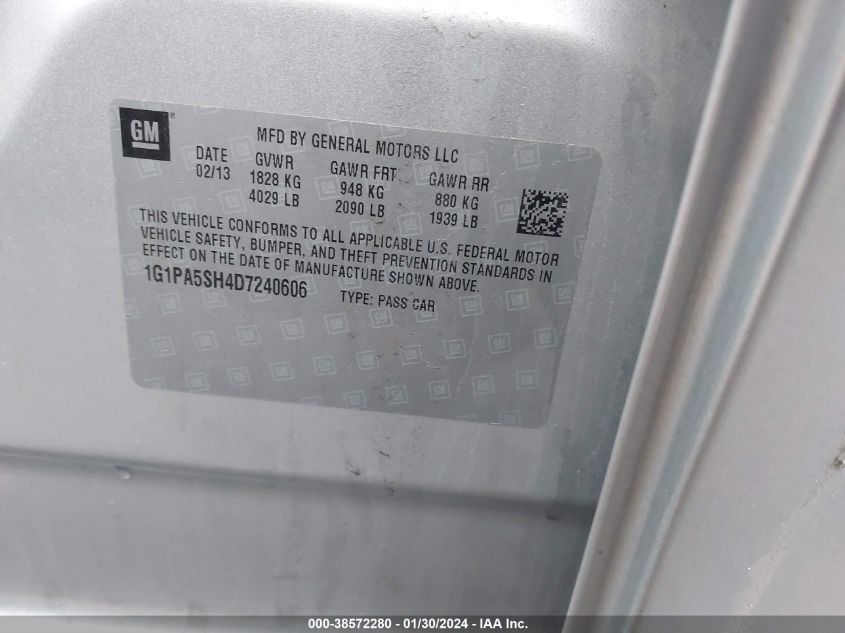 GM
MFD BY GENERAL MOTORS LLC
DATE GVWR GAWR FRT GAWR RR
02/13 1828 KG 948 KG 880 KG
4029 LB 2090 LB 1939 LB
THIS VEHICLE CONFORMS TO ALL APPLICABLE U.S. FEDERAL MOTOR
VEHICLE SAFETY, BUMPER, AND THEFT PREVENTION STANDARDS IN
EFFECT ON THE DATE OF MANUFACTURE SHOWN ABOVE.
1G1PA5SH4D7240606 TYPE: PASS CAR
000-38572280 - 01/30/2024 - IAA Inc.